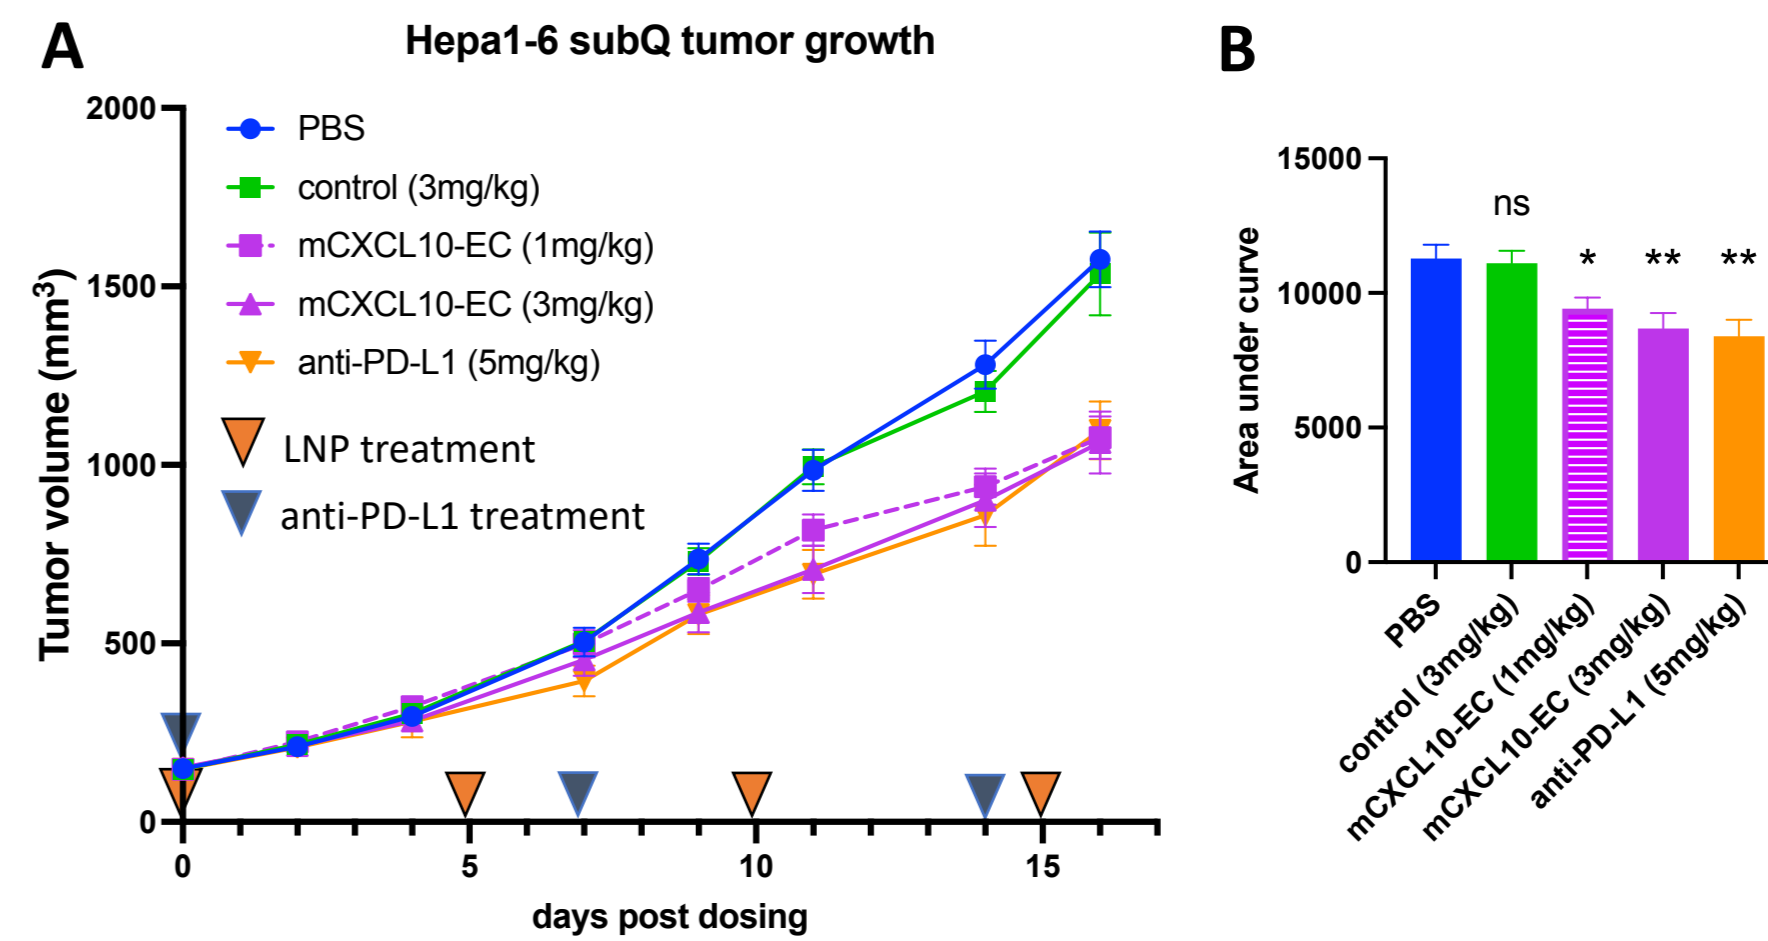 A
Hepa1-6 subQ tumor growth
Tumor volume (mm³)
2000
1500
1000
500
0
PBS
control (3mg/kg)
mCXCL10-EC (1mg/kg)
mCXCL10-EC (3mg/kg)
anti-PD-L1 (5mg/kg)
LNP treatment
anti-PD-L1 treatment
0
5
10
15
days post dosing
B
Area under curve
15000
10000
5000
0
ns
*
**
**
PBS
control (3mg/kg)
mCXCL10-EC (1mg/kg)
mCXCL10-EC (3mg/kg)
anti-PD-L1 (5mg/kg)